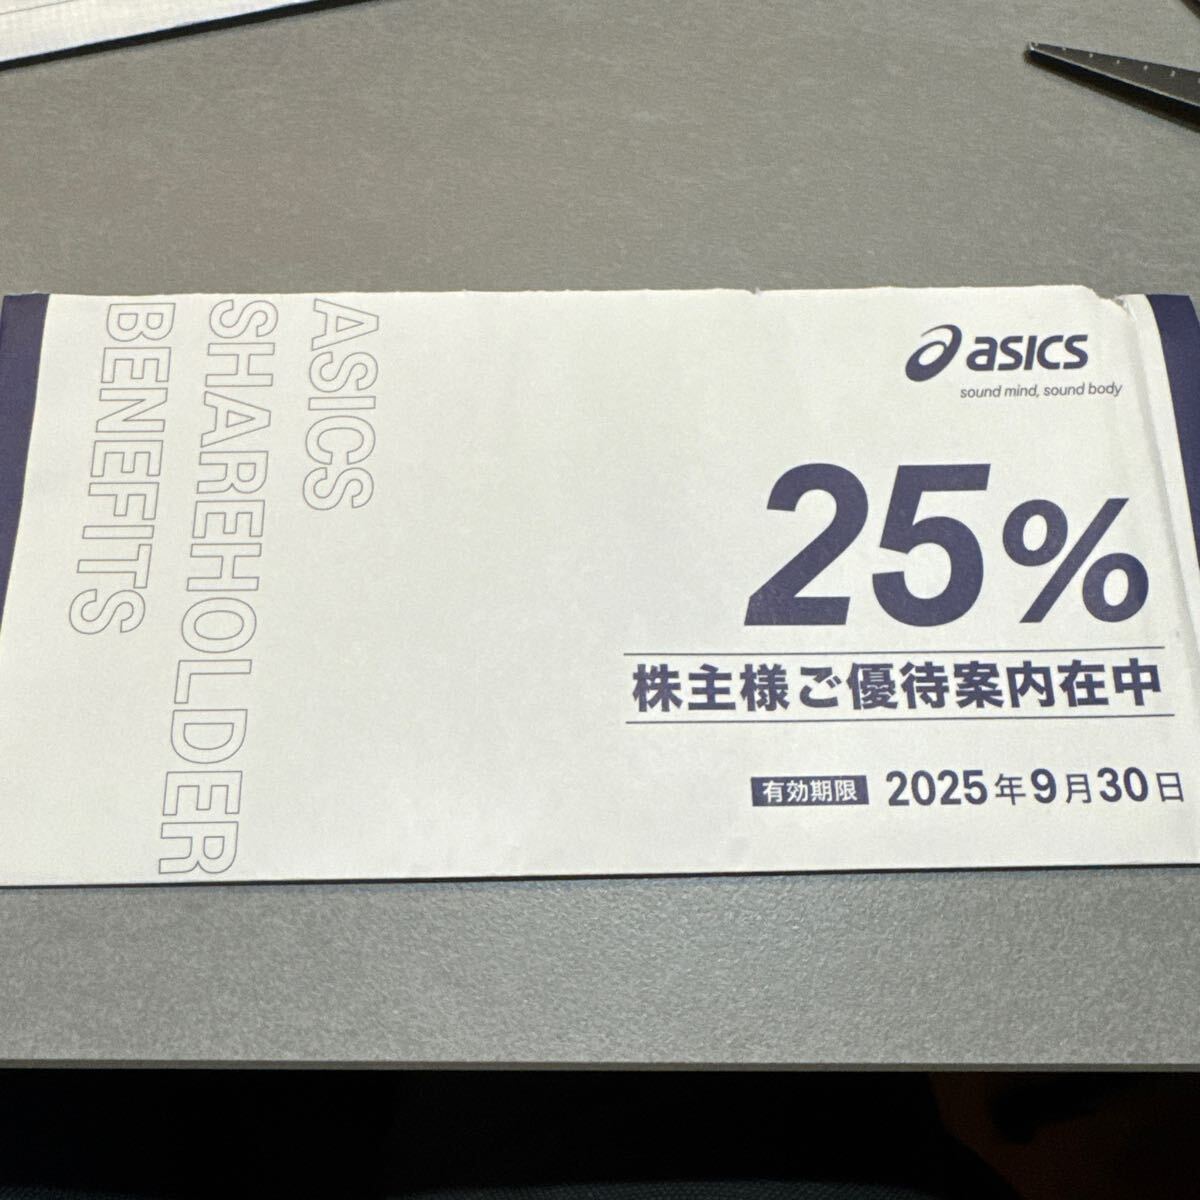 ASICS
SHAREHOLDER
BENEFITS
asics
sound mind, sound body
25%
株主様ご優待案内在中
有効期限 2025年9月30日